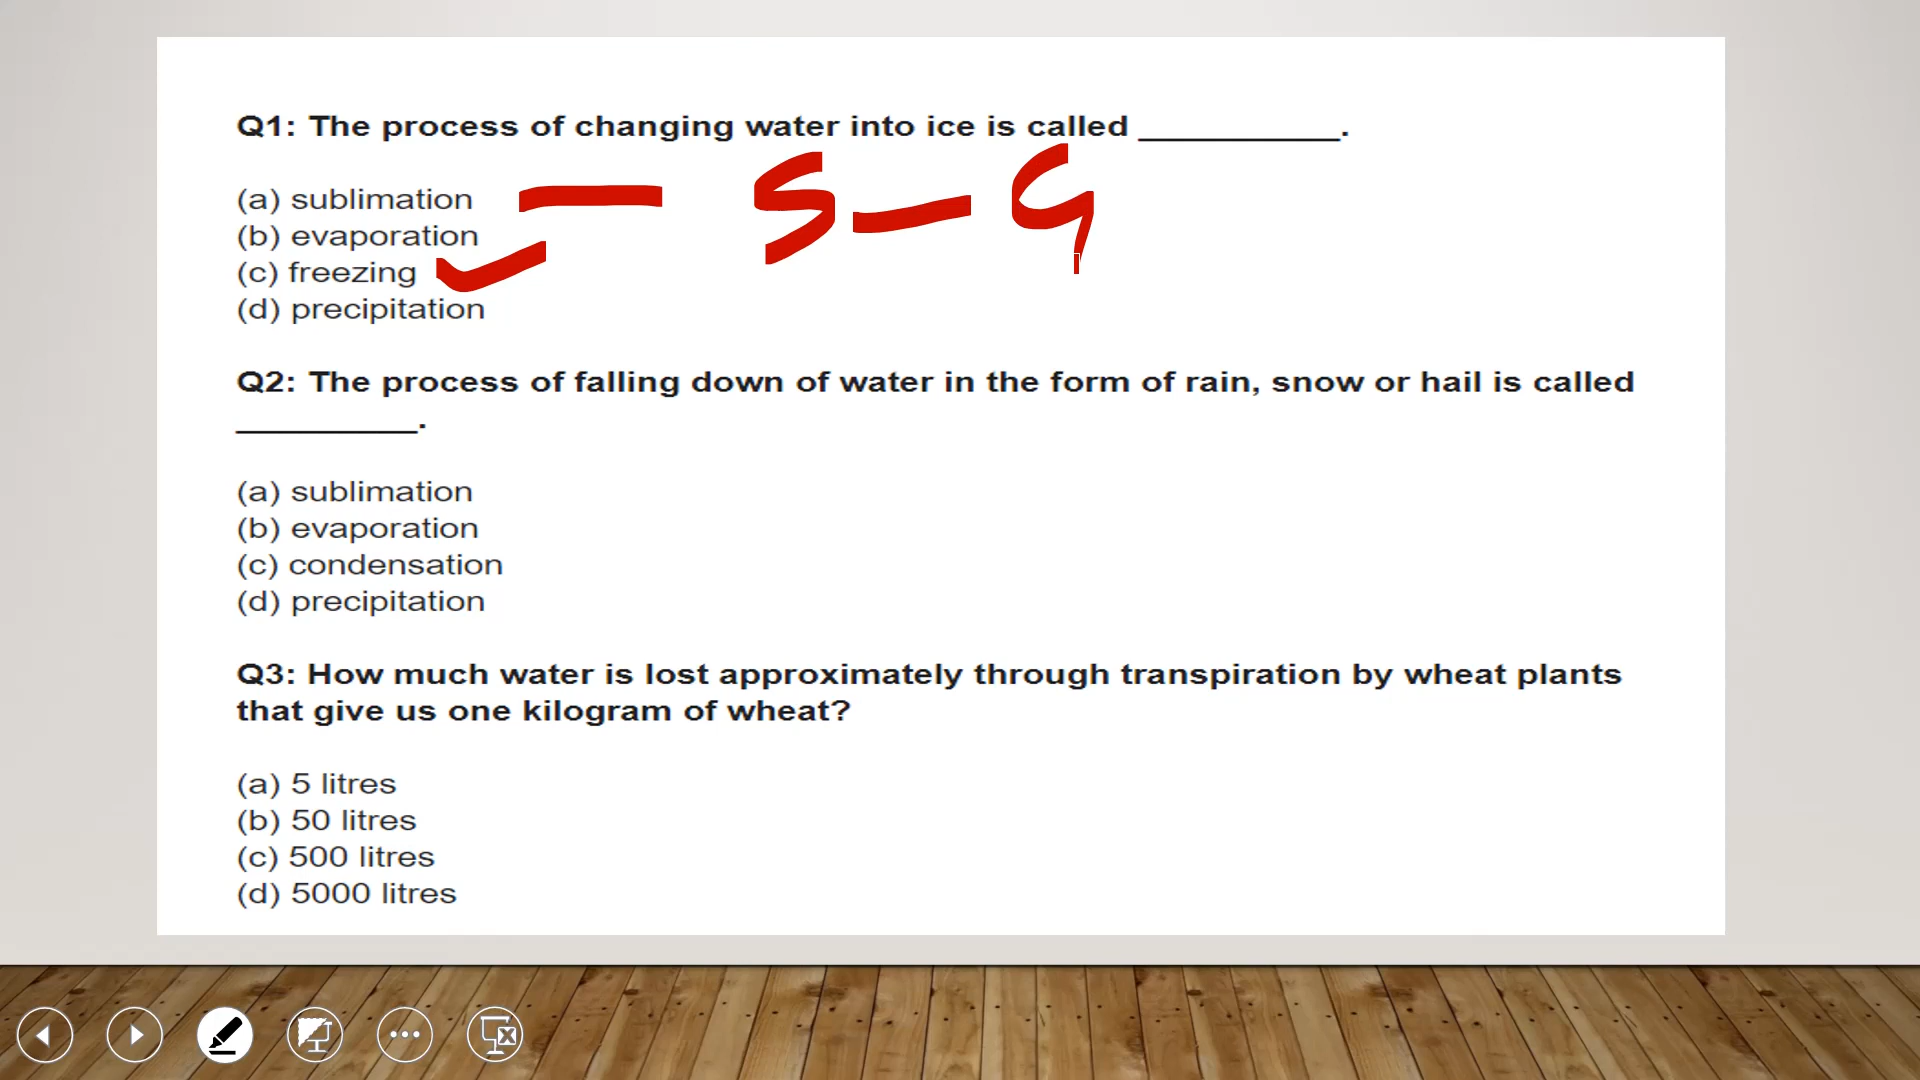 Q1: The process of changing water into ice is called ___________.
(a) sublimation — S — G
(b) evaporation
(c) freezing
(d) precipitation
Q2: The process of falling down of water in the form of rain, snow or hail is called
__________.
(a) sublimation
(b) evaporation
(c) condensation
(d) precipitation
Q3: How much water is lost approximately through transpiration by wheat plants
that give us one kilogram of wheat?
(a) 5 litres
(b) 50 litres
(c) 500 litres
(d) 5000 litres